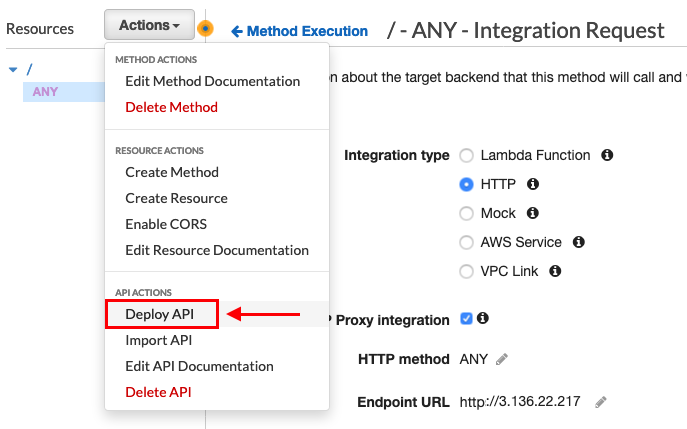 Resources
Actions
Method Execution
/ - ANY - Integration Request
/
ANY
METHOD ACTIONS
Edit Method Documentation
Delete Method
RESOURCE ACTIONS
Create Method
Create Resource
Enable CORS
Edit Resource Documentation
API ACTIONS
Deploy API
Import API
Edit API Documentation
Delete API
on about the target backend that this method will call and
Integration type
Lambda Function
HTTP
Mock
AWS Service
VPC Link
P Proxy integration
HTTP method ANY
Endpoint URL http://3.136.22.217